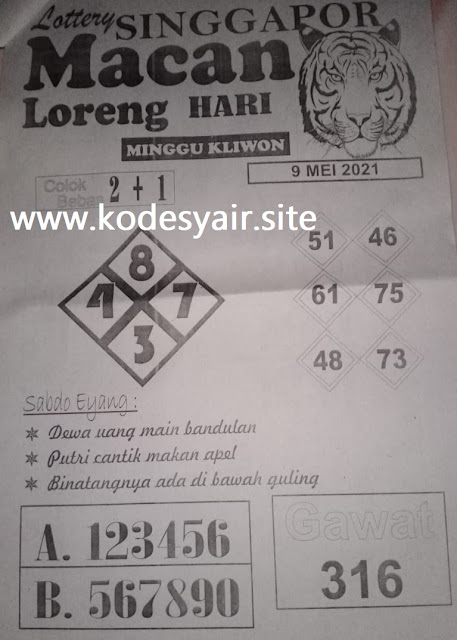 Lottery SINGGAPOR
Macan
Loreng HARI
MINGGU KLIWON
9 MEI 2021
Colok Bebas 2 + 1
www.kodesyair.site
8
4 7
3
51 46
61 75
48 73
Sabdo Eyang :
✷ Dewa uang main bandulan
✷ Putri cantik makan apel
✷ Binatangnya ada di bawah guling
A. 123456
B. 567890
Gawat
316